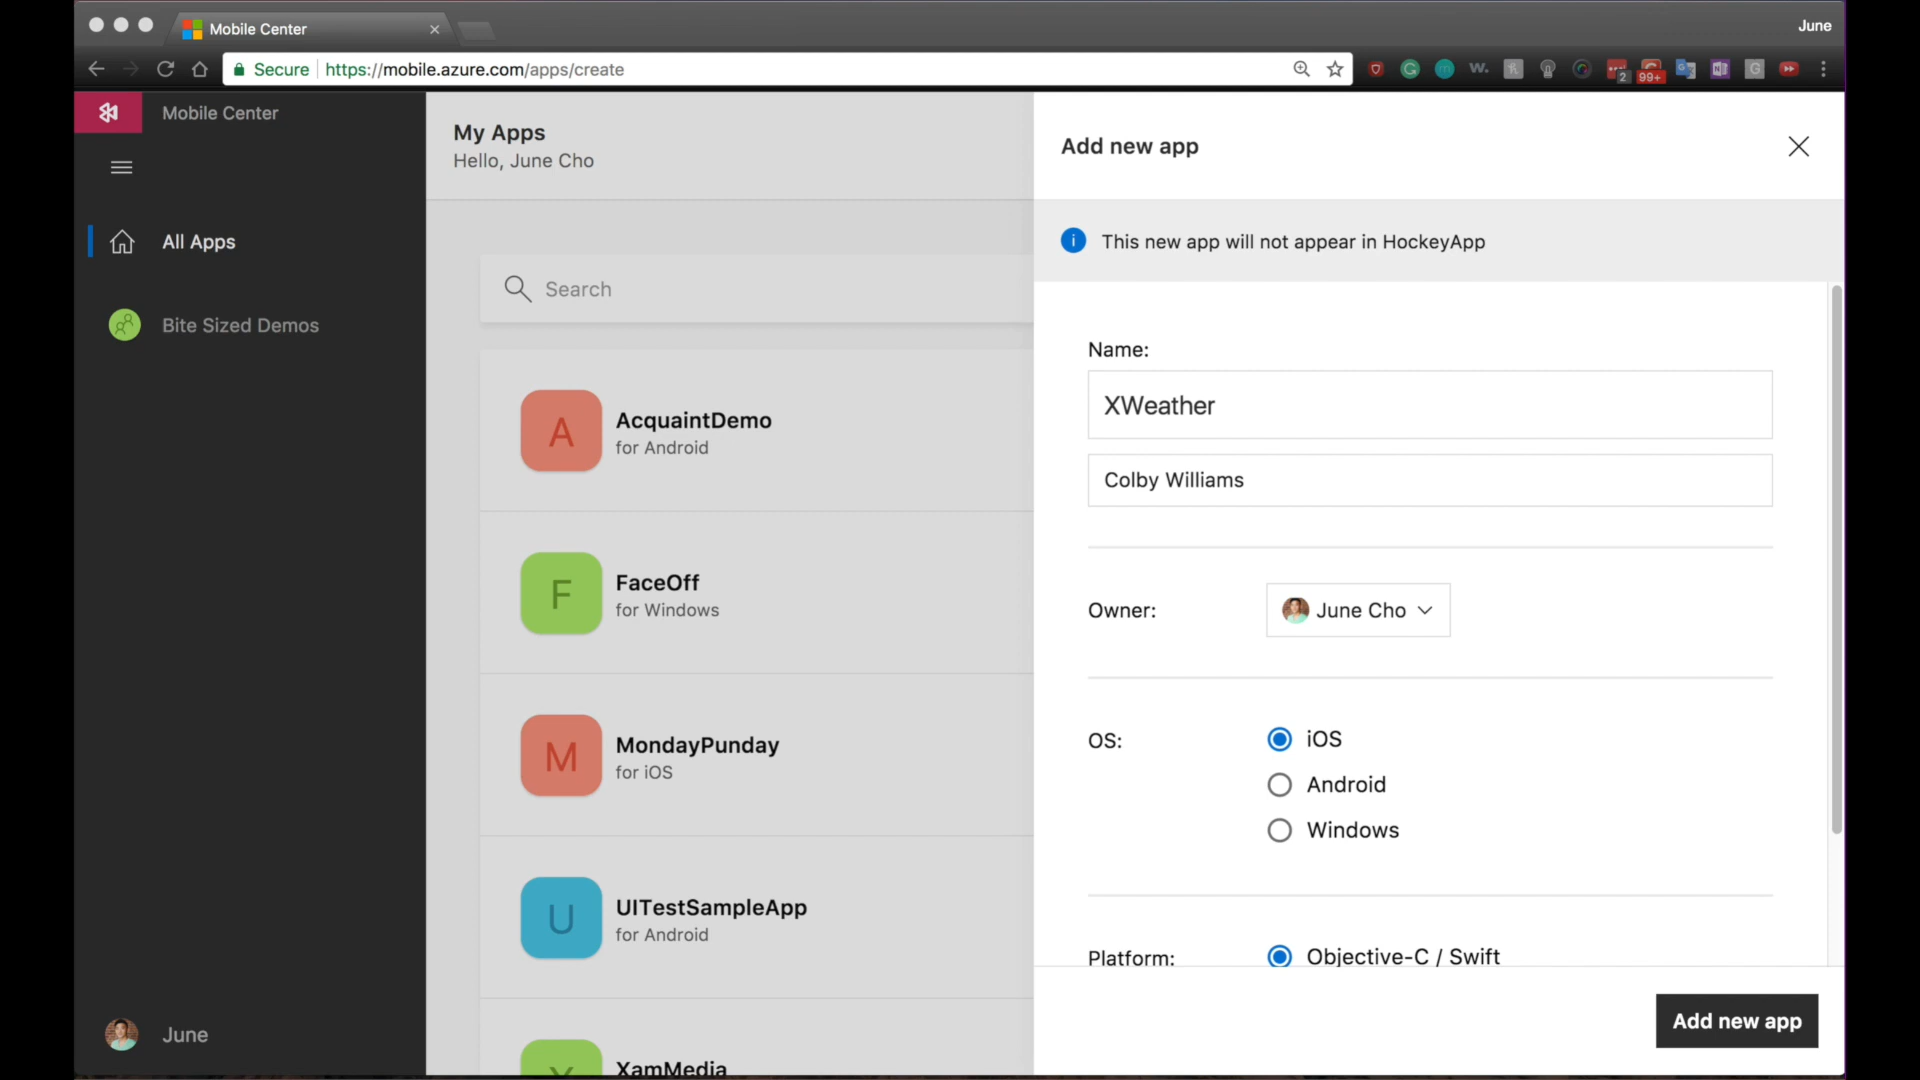 Mobile Center
June
Secure https://mobile.azure.com/apps/create
W.
2
99+
G
Mobile Center
All Apps
Bite Sized Demos
June
My Apps
Hello, June Cho
Search
A
AcquaintDemo
for Android
F
FaceOff
for Windows
M
MondayPunday
for iOS
U
UITestSampleApp
for Android
XamMedia
Add new app
This new app will not appear in HockeyApp
Name:
XWeather
Colby Williams
Owner:
June Cho
OS:
iOS
Android
Windows
Platform:
Objective-C / Swift
Add new app